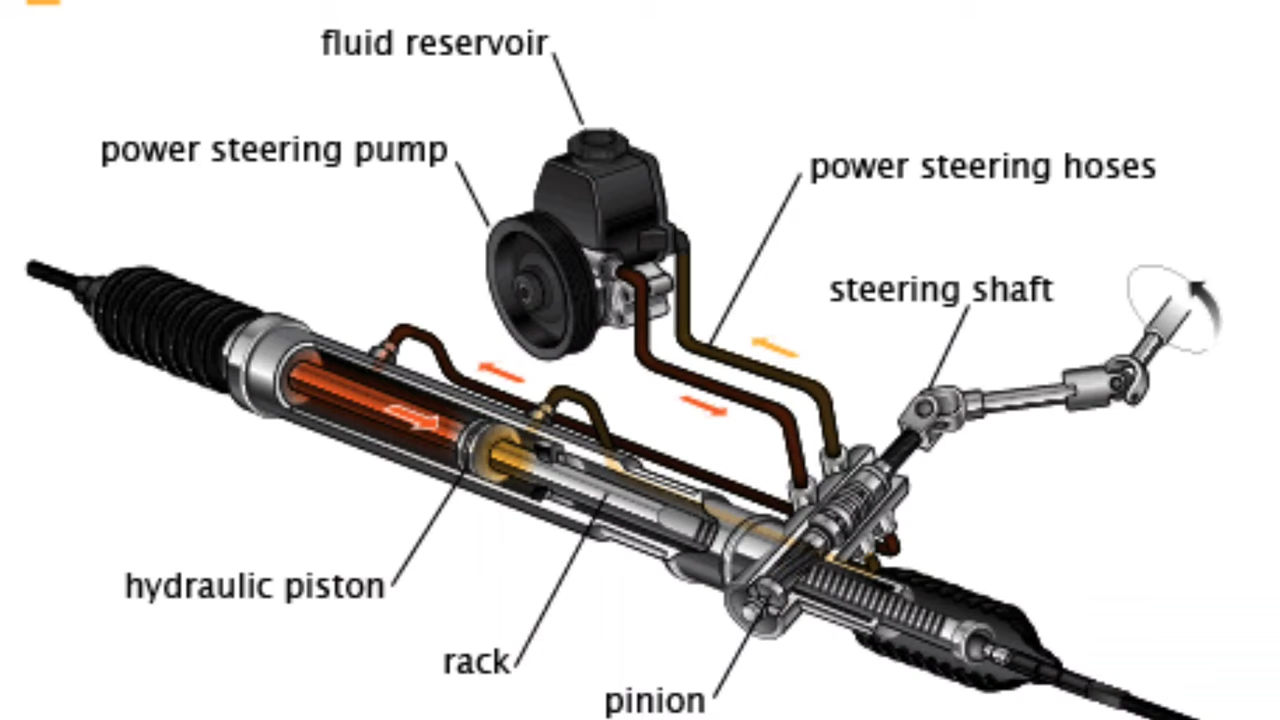 fluid reservoir
power steering pump
power steering hoses
steering shaft
hydraulic piston
rack
pinion